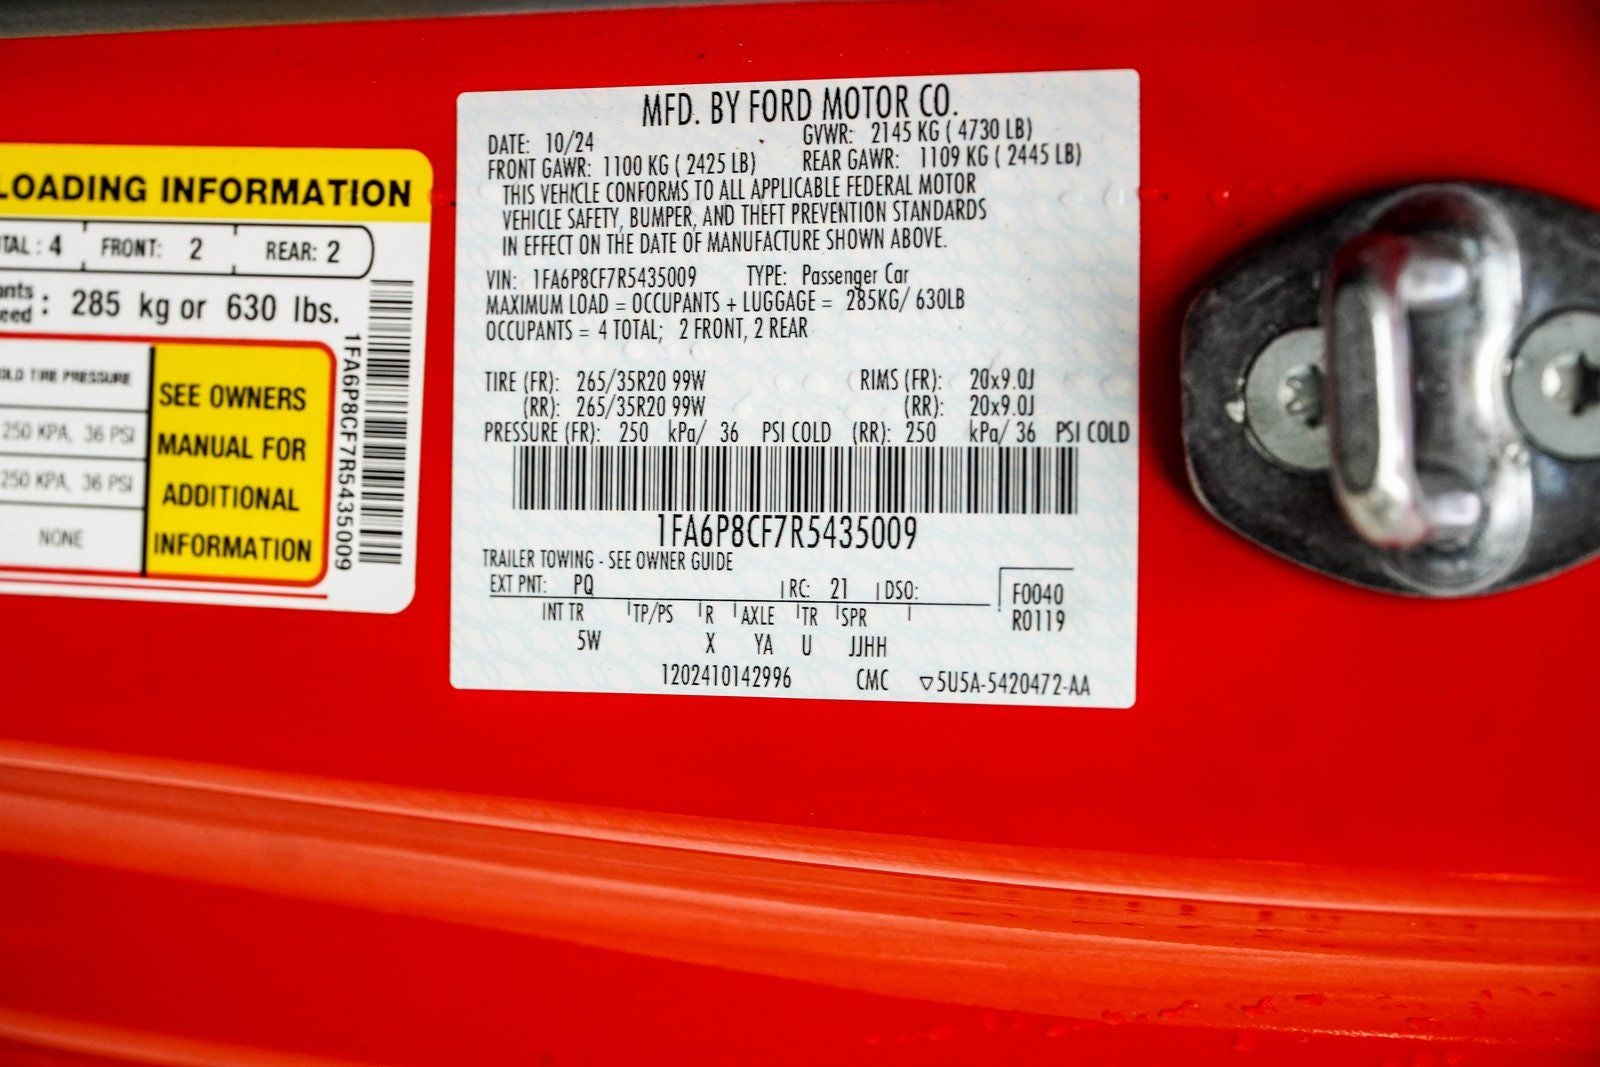 LOADING INFORMATION
: 4 FRONT: 2 REAR: 2
: 285 kg or 630 lbs.
TIRE PRESSURE
250 KPA, 36 PSI
250 KPA, 36 PSI
NONE
SEE OWNERS
MANUAL FOR
ADDITIONAL
INFORMATION
1FA6P8CF7R5435009
MFD. BY FORD MOTOR CO.
DATE: 10/24 GVWR: 2145 KG ( 4730 LB)
FRONT GAWR: 1100 KG ( 2425 LB) REAR GAWR: 1109 KG ( 2445 LB)
THIS VEHICLE CONFORMS TO ALL APPLICABLE FEDERAL MOTOR
VEHICLE SAFETY, BUMPER, AND THEFT PREVENTION STANDARDS
IN EFFECT ON THE DATE OF MANUFACTURE SHOWN ABOVE.
VIN: 1FA6P8CF7R5435009 TYPE: Passenger Car
MAXIMUM LOAD = OCCUPANTS + LUGGAGE = 285KG/ 630LB
OCCUPANTS = 4 TOTAL; 2 FRONT, 2 REAR
TIRE (FR): 265/35R20 99W RIMS (FR): 20x9.0J
(RR): 265/35R20 99W (RR): 20x9.0J
PRESSURE (FR): 250 kPa/ 36 PSI COLD (RR): 250 kPa/ 36 PSI COLD
1FA6P8CF7R5435009
TRAILER TOWING - SEE OWNER GUIDE
EXT PNT: PQ RC: 21 DSO: F0040
INT TR TP/PS R AXLE TR SPR R0119
5W X YA U JJHH
1202410142996 CMC ▽5U5A-5420472-AA